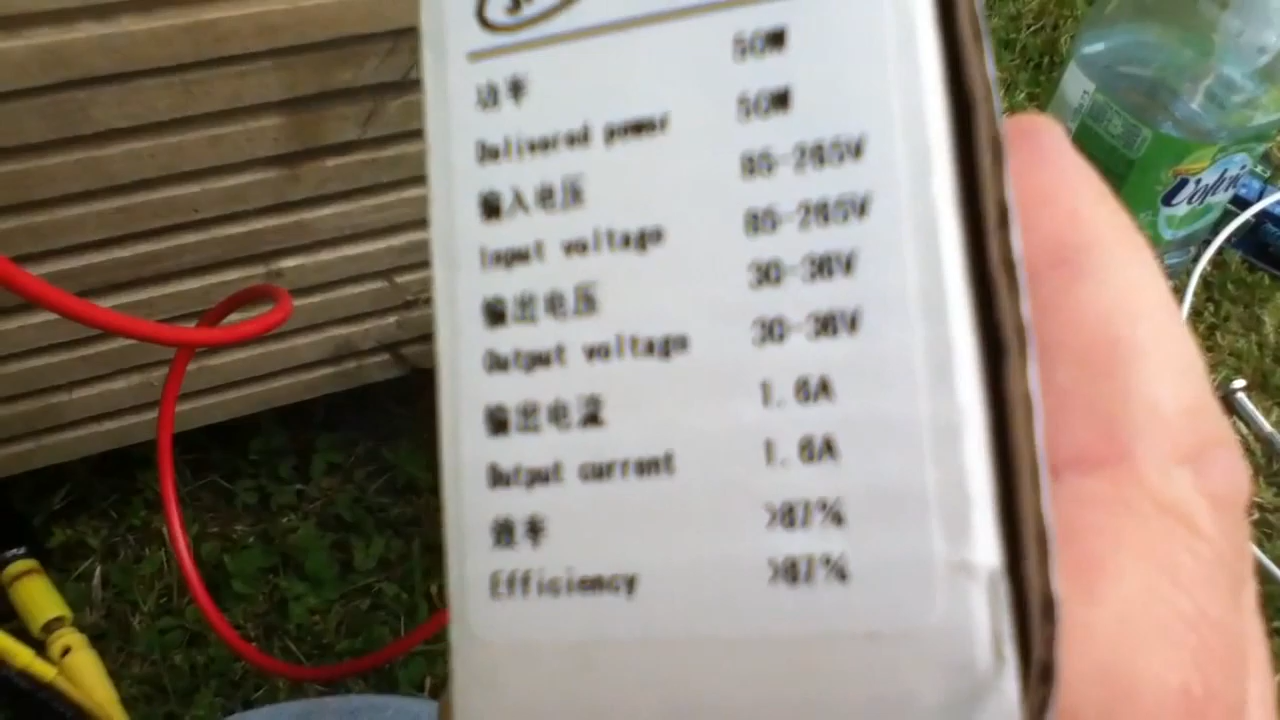 功率 50W
Delivered power 50W
输入电压 85-265V
Input voltage 85-265V
输出电压 30-36V
Output voltage 30-36V
输出电流 1.6A
Output current 1.6A
效率 >87%
Efficiency >87%
Volvic